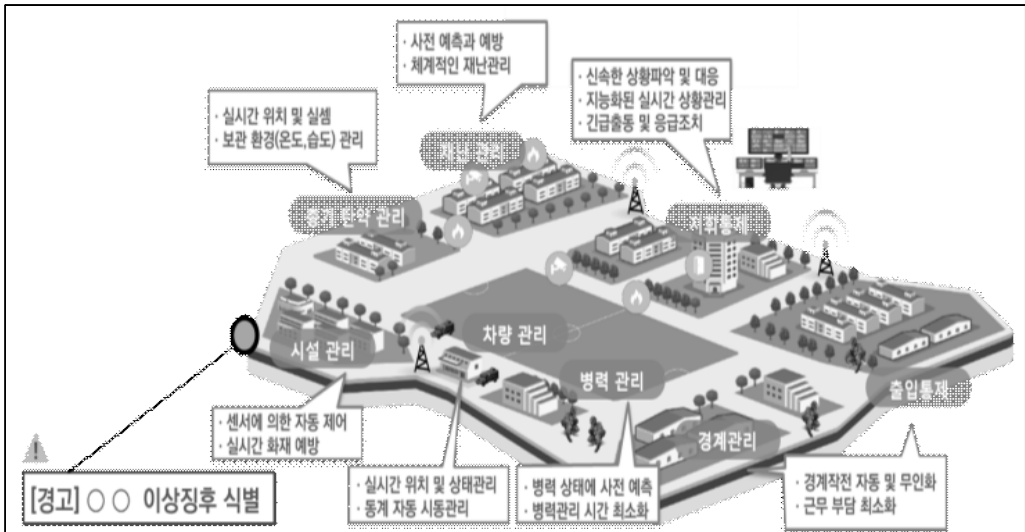 · 사전 예측과 예방
· 체계적인 재난관리
· 신속한 상황파악 및 대응
· 지능화된 실시간 상황관리
· 긴급출동 및 응급조치
· 실시간 위치 및 실셈
· 보관 환경(온도,습도) 관리
관리
지휘통제
시설 관리
차량 관리
병력 관리
출입통제
경계관리
· 센서에 의한 자동 제어
· 실시간 화재 예방
[경고] ○ ○ 이상징후 식별
· 실시간 위치 및 상태관리
· 동계 자동 시동관리
· 병력 상태에 사전 예측
· 병력관리 시간 최소화
· 경계작전 자동 및 무인화
· 근무 부담 최소화